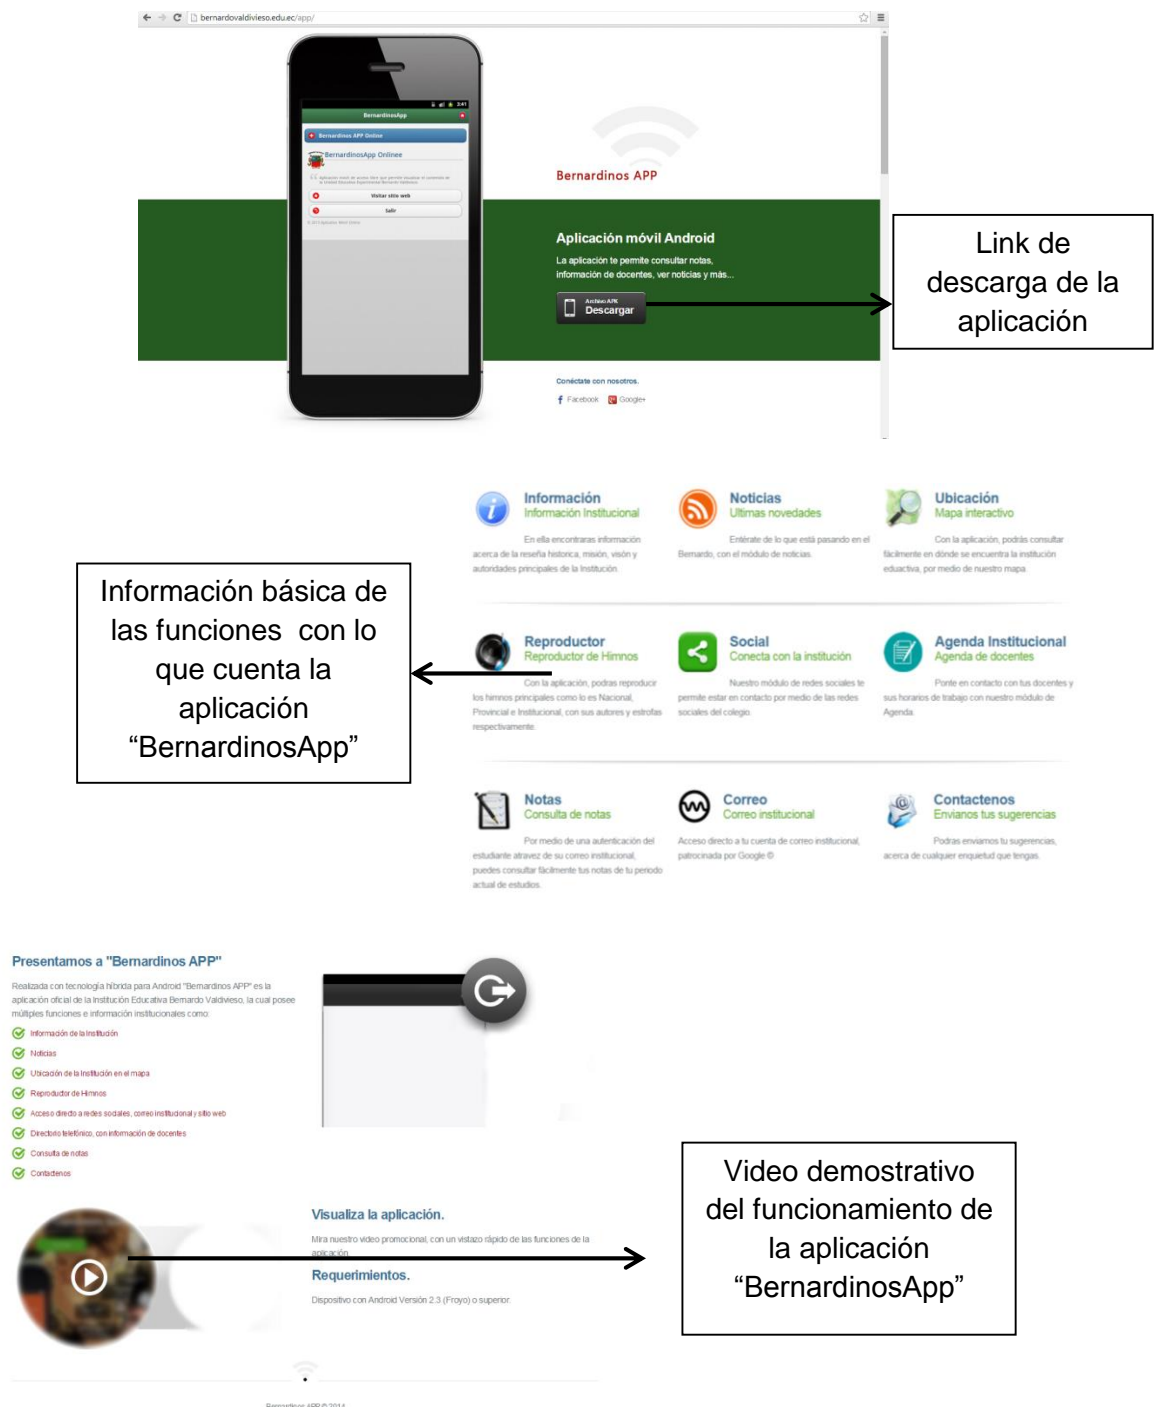 bernardovaldivieso.edu.ec/app/
3:41
BernardinosApp
Bernardinos APP Online
BernardinosApp Onlinee
Visitar sitio web
Salir
Bernardinos APP
Aplicación móvil Android
La aplicación te permite consultar notas,
información de docentes, ver noticias y más...
Archivo APK
Descargar
Conéctate con nosotros.
Facebook Google+
Link de
descarga de la
aplicación
Información
Información Institucional
En ella encontraras información
acerca de la reseña historica, misión, visón y
autoridades principales de la Institución.
Noticias
Ultimas novedades
Entérate de lo que está pasando en el
Bernardo, con el módulo de noticias.
Ubicación
Mapa interactivo
Con la aplicación, podrás consultar
fácilmente en dónde se encuentra la institución
eduactiva, por medio de nuestro mapa.
Información básica de
las funciones con lo
que cuenta la
aplicación
“BernardinosApp”
Reproductor
Reproductor de Himnos
Con la aplicación, podras reproducir
los himnos principales como lo es Nacional,
Provincial e Institucional, con sus autores y estrofas
respectivamente.
Social
Conecta con la institución
Nuestro módulo de redes sociales te
permite estar en contacto por medio de las redes
sociales del colegio.
Agenda Institucional
Agenda de docentes
Ponte en contacto con tus docentes y
sus horarios de trabajo con nuestro módulo de
Agenda.
Notas
Consulta de notas
Por medio de una autenticación del
estudiante atravez de su correo institucional,
puedes consultar fácilmente tus notas de tu periodo
actual de estudios.
Correo
Correo institucional
Acceso directo a tu cuenta de correo institucional,
patrocinada por Google ©
Contactenos
Envianos tus sugerencias
Podras enviarnos tu sugerencias,
acerca de cualquier enquietud que tengas.
Presentamos a "Bernardinos APP"
Realizada con tecnología híbrida para Android "Bernardinos APP" es la
aplicación oficial de la Institución Educativa Bernardo Valdivieso, la cual posee
múltiples funciones e información institucionales como:
Información de la Institución
Noticias
Ubicación de la Institución en el mapa
Reproductor de Himnos
Acceso directo a redes sociales, correo institucional y sitio web
Directorio telefónico, con información de docentes
Consulta de notas
Contactenos
Visualiza la aplicación.
Mira nuestro video promocional, con un vistazo rápido de las funciones de la
aplicación.
Requerimientos.
Dispositivo con Android Versión 2.3 (Froyo) o superior.
Video demostrativo
del funcionamiento de
la aplicación
“BernardinosApp”
Bernardinos APP © 2014